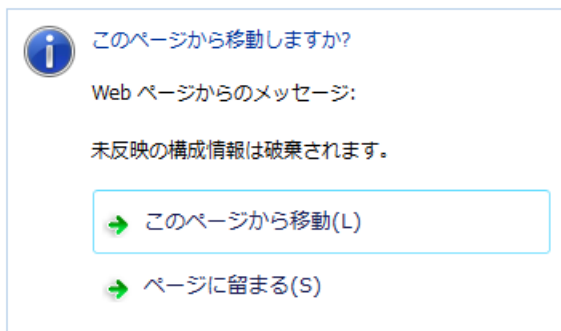 このページから移動しますか?
Web ページからのメッセージ:
未反映の構成情報は破棄されます。
このページから移動(L)
ページに留まる(S)